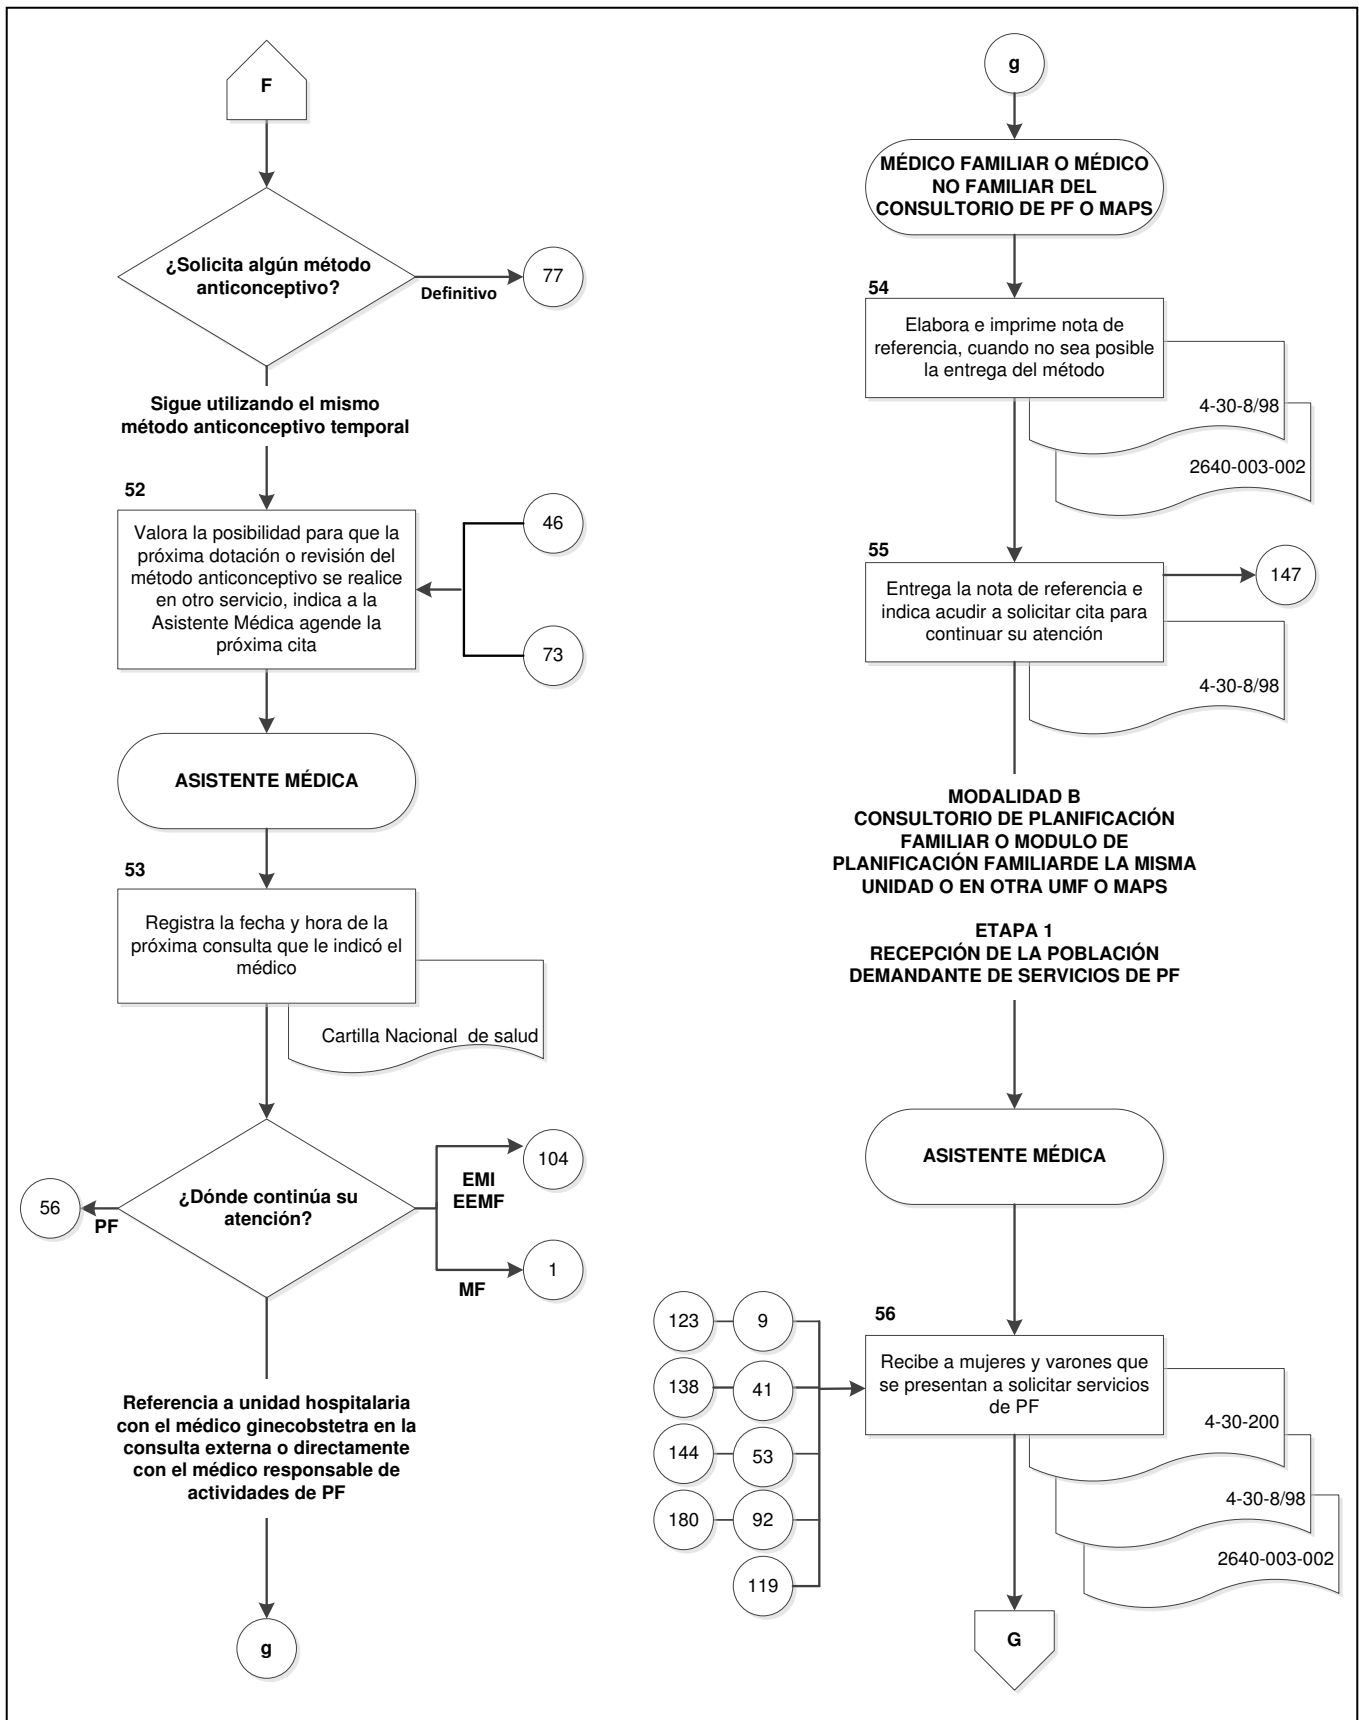 F
¿Solicita algún método
anticonceptivo?
Definitivo
77
Sigue utilizando el mismo
método anticonceptivo temporal
52
Valora la posibilidad para que la
próxima dotación o revisión del
método anticonceptivo se realice
en otro servicio, indica a la
Asistente Médica agende la
próxima cita
46
73
ASISTENTE MÉDICA
53
Registra la fecha y hora de la
próxima consulta que le indicó el
médico
Cartilla Nacional de salud
¿Dónde continúa su
atención?
56
PF
EMI
EEMF
104
MF
1
Referencia a unidad hospitalaria
con el médico ginecobstetra en la
consulta externa o directamente
con el médico responsable de
actividades de PF
g
g
MÉDICO FAMILIAR O MÉDICO
NO FAMILIAR DEL
CONSULTORIO DE PF O MAPS
54
Elabora e imprime nota de
referencia, cuando no sea posible
la entrega del método
4-30-8/98
2640-003-002
55
Entrega la nota de referencia e
indica acudir a solicitar cita para
continuar su atención
147
4-30-8/98
MODALIDAD B
CONSULTORIO DE PLANIFICACIÓN
FAMILIAR O MODULO DE
PLANIFICACIÓN FAMILIARDE LA MISMA
UNIDAD O EN OTRA UMF O MAPS
ETAPA 1
RECEPCIÓN DE LA POBLACIÓN
DEMANDANTE DE SERVICIOS DE PF
ASISTENTE MÉDICA
56
Recibe a mujeres y varones que
se presentan a solicitar servicios
de PF
123
9
138
41
144
53
180
92
119
4-30-200
4-30-8/98
2640-003-002
G